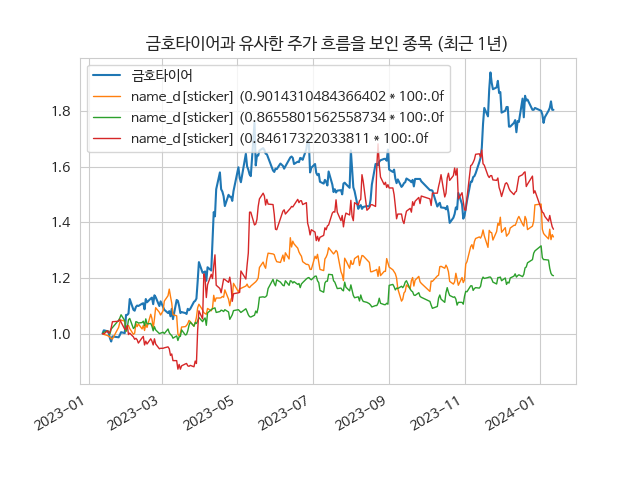 금호타이어과 유사한 주가 흐름을 보인 종목 (최근 1년)
금호타이어
name_d[sticker] (0.9014310484366402*100:.0f
name_d[sticker] (0.8655801562558734*100:.0f
name_d[sticker] (0.84617322033811*100:.0f
1.8
1.6
1.4
1.2
1.0
2023-01
2023-03
2023-05
2023-07
2023-09
2023-11
2024-01